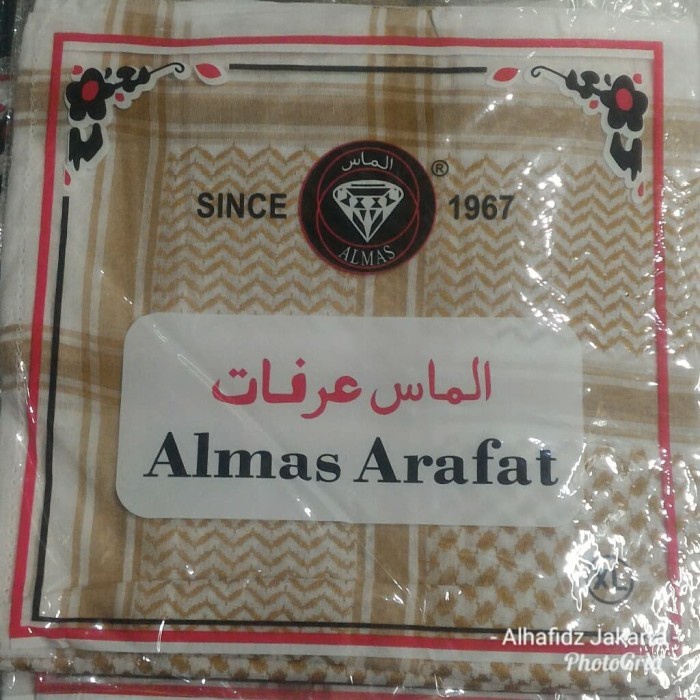 الماس
SINCE
®
1967
ALMAS
الماس عرفات
Almas Arafat
XL
- Alhafidz Jakarta -
PhotoGrid